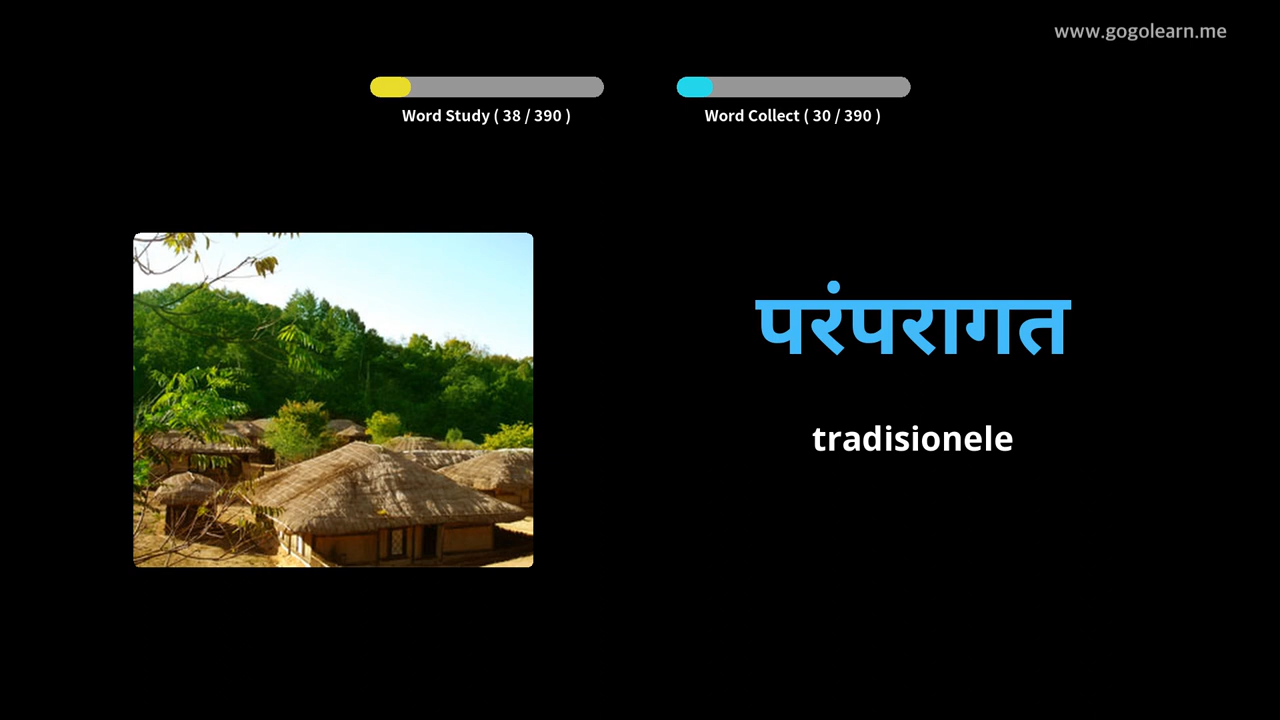 www.gogolearn.me
Word Study ( 38 / 390 )
Word Collect ( 30 / 390 )
परंपरागत
tradisionele